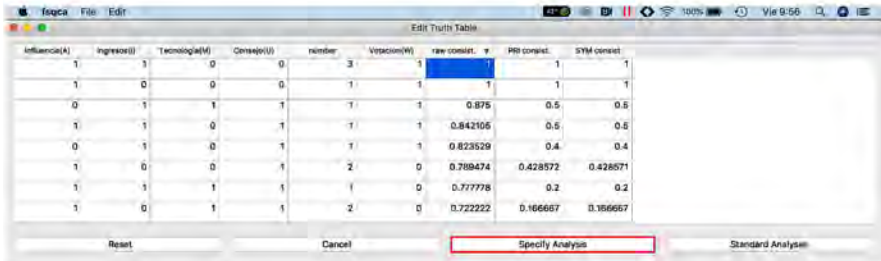 fsqca File Edit 42° 100% Vie 9:56
Edit Truth Table
Influencia(A) Ingresos(I) Tecnología(M) Consejo(U) number Votación(W) raw consist. PRI consist. SYM consist
1 1 0 0 3 1 1 1 1
1 0 0 0 1 1 1 1 1
0 1 1 1 1 1 0.875 0.5 0.5
1 1 0 1 1 1 0.842105 0.5 0.5
0 1 0 1 1 1 0.823529 0.4 0.4
1 0 0 1 2 0 0.789474 0.428572 0.428571
1 1 1 1 1 0 0.777778 0.2 0.2
1 0 1 1 2 0 0.722222 0.166667 0.166667
Reset Cancel Specify Analysis Standard Analyses